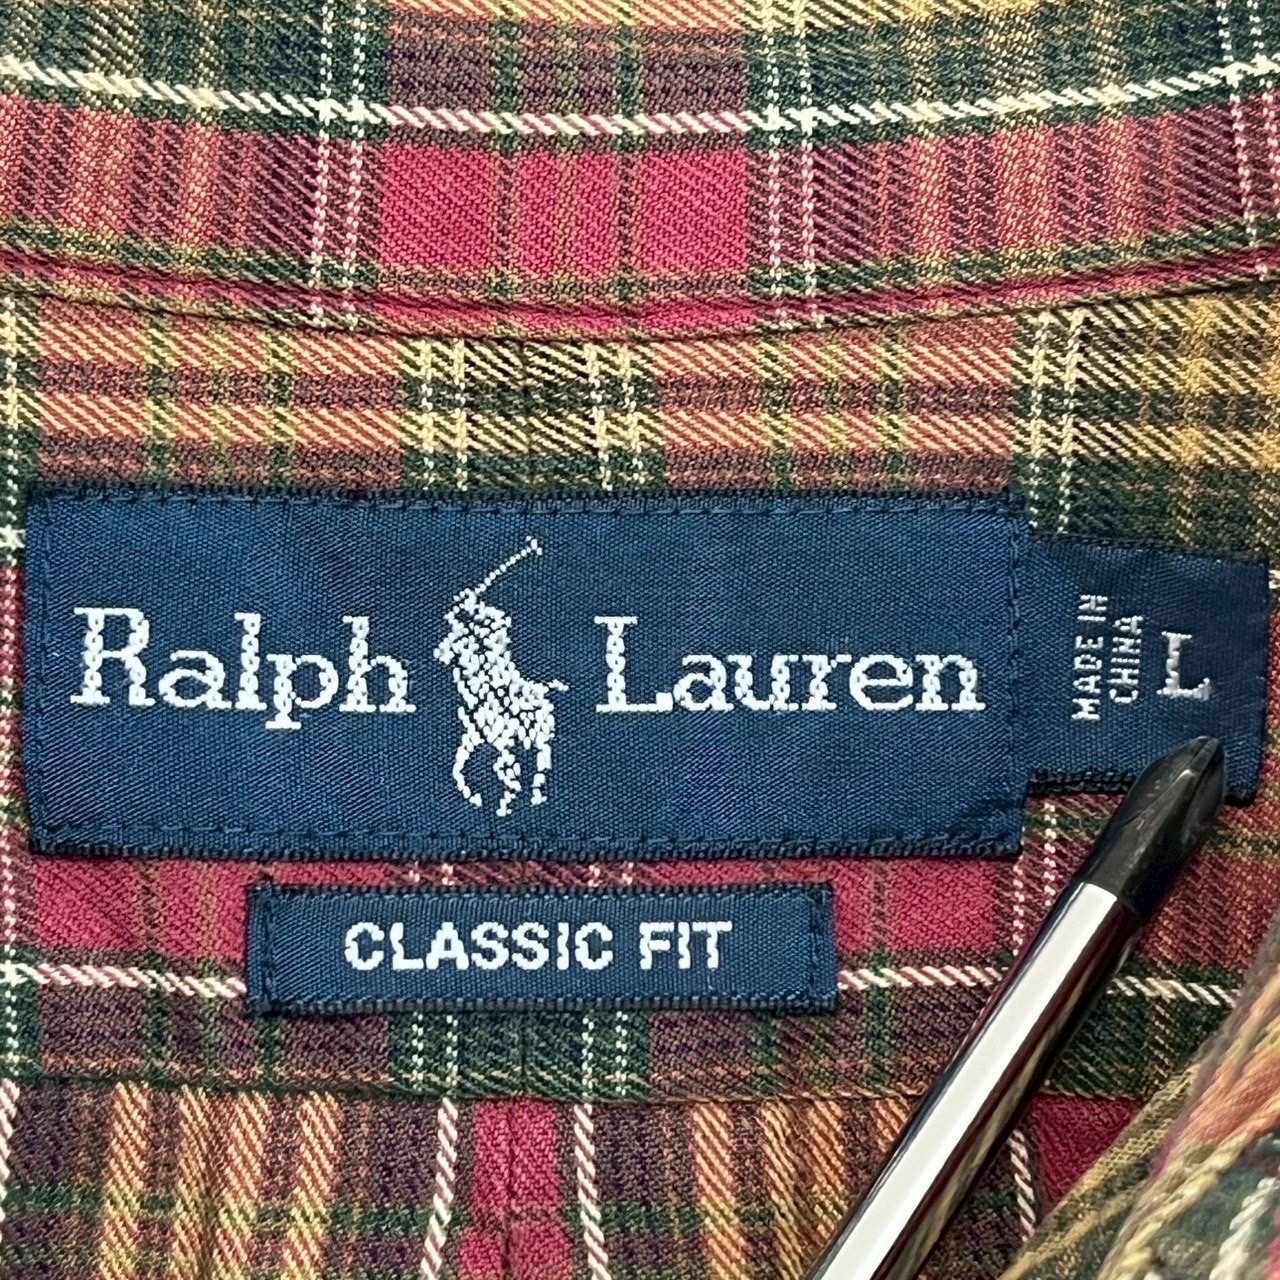 Ralph Lauren
MADE IN
CHINA
L
CLASSIC FIT